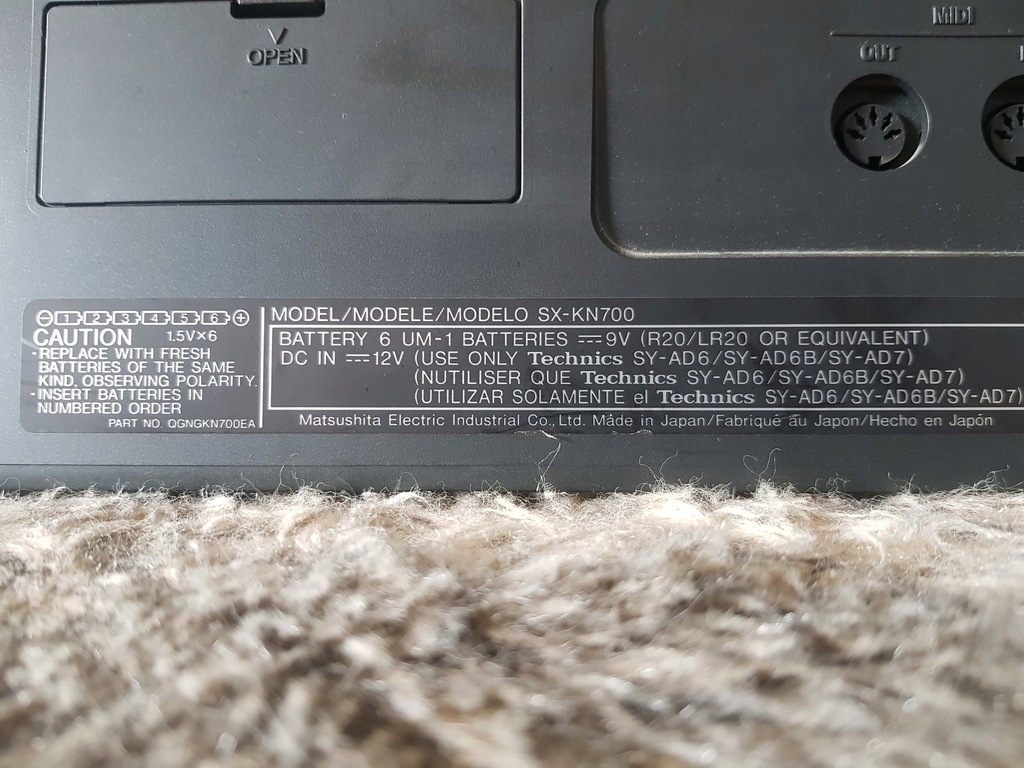 OPEN
MIDI
OUT
⊖ 1 2 3 4 5 6 ⊕
CAUTION 1.5V×6
-REPLACE WITH FRESH
BATTERIES OF THE SAME
KIND. OBSERVING POLARITY.
-INSERT BATTERIES IN
NUMBERED ORDER
PART NO. QGNGKN700EA
MODEL/MODELE/MODELO SX-KN700
BATTERY 6 UM-1 BATTERIES ⎓ 9V (R20/LR20 OR EQUIVALENT)
DC IN ⎓ 12V (USE ONLY Technics SY-AD6/SY-AD6B/SY-AD7)
(NUTILISER QUE Technics SY-AD6/SY-AD6B/SY-AD7)
(UTILIZAR SOLAMENTE el Technics SY-AD6/SY-AD6B/SY-AD7)
Matsushita Electric Industrial Co., Ltd. Made in Japan/Fabriqué au Japon/Hecho en Japón